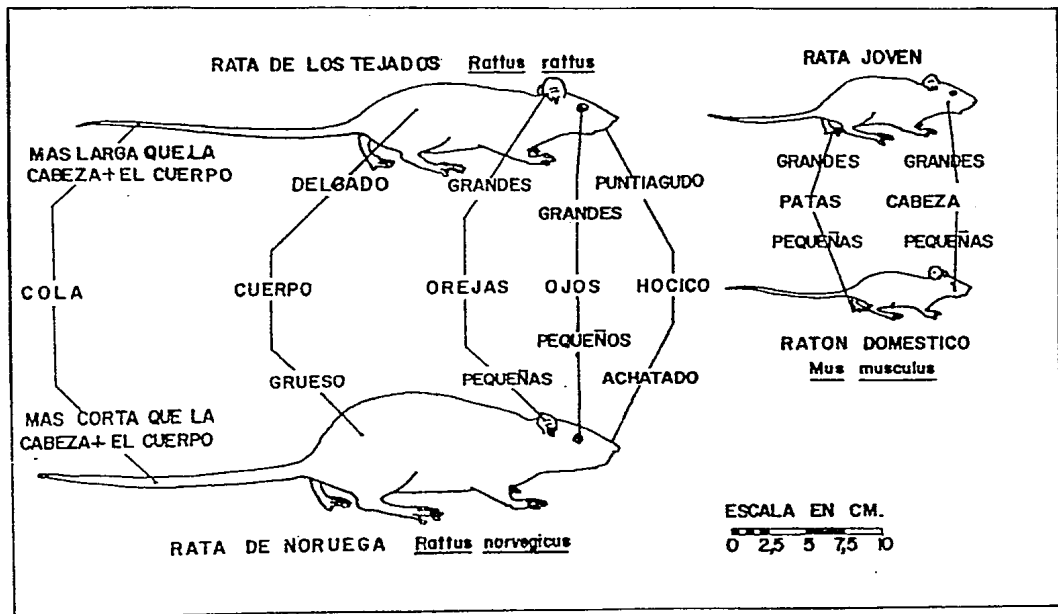 RATA DE LOS TEJADOS Rattus rattus
MAS LARGA QUE LA
CABEZA + EL CUERPO
DELGADO
GRANDES
GRANDES
PUNTIAGUDO
COLA
CUERPO
OREJAS
OJOS
HOCICO
GRUESO
PEQUEÑAS
PEQUEÑOS
ACHATADO
MAS CORTA QUE LA
CABEZA + EL CUERPO
RATA DE NORUEGA Rattus norvegicus
RATA JOVEN
GRANDES GRANDES
PATAS CABEZA
PEQUEÑAS PEQUEÑAS
RATON DOMESTICO
Mus musculus
ESCALA EN CM.
0 2,5 5 7,5 10